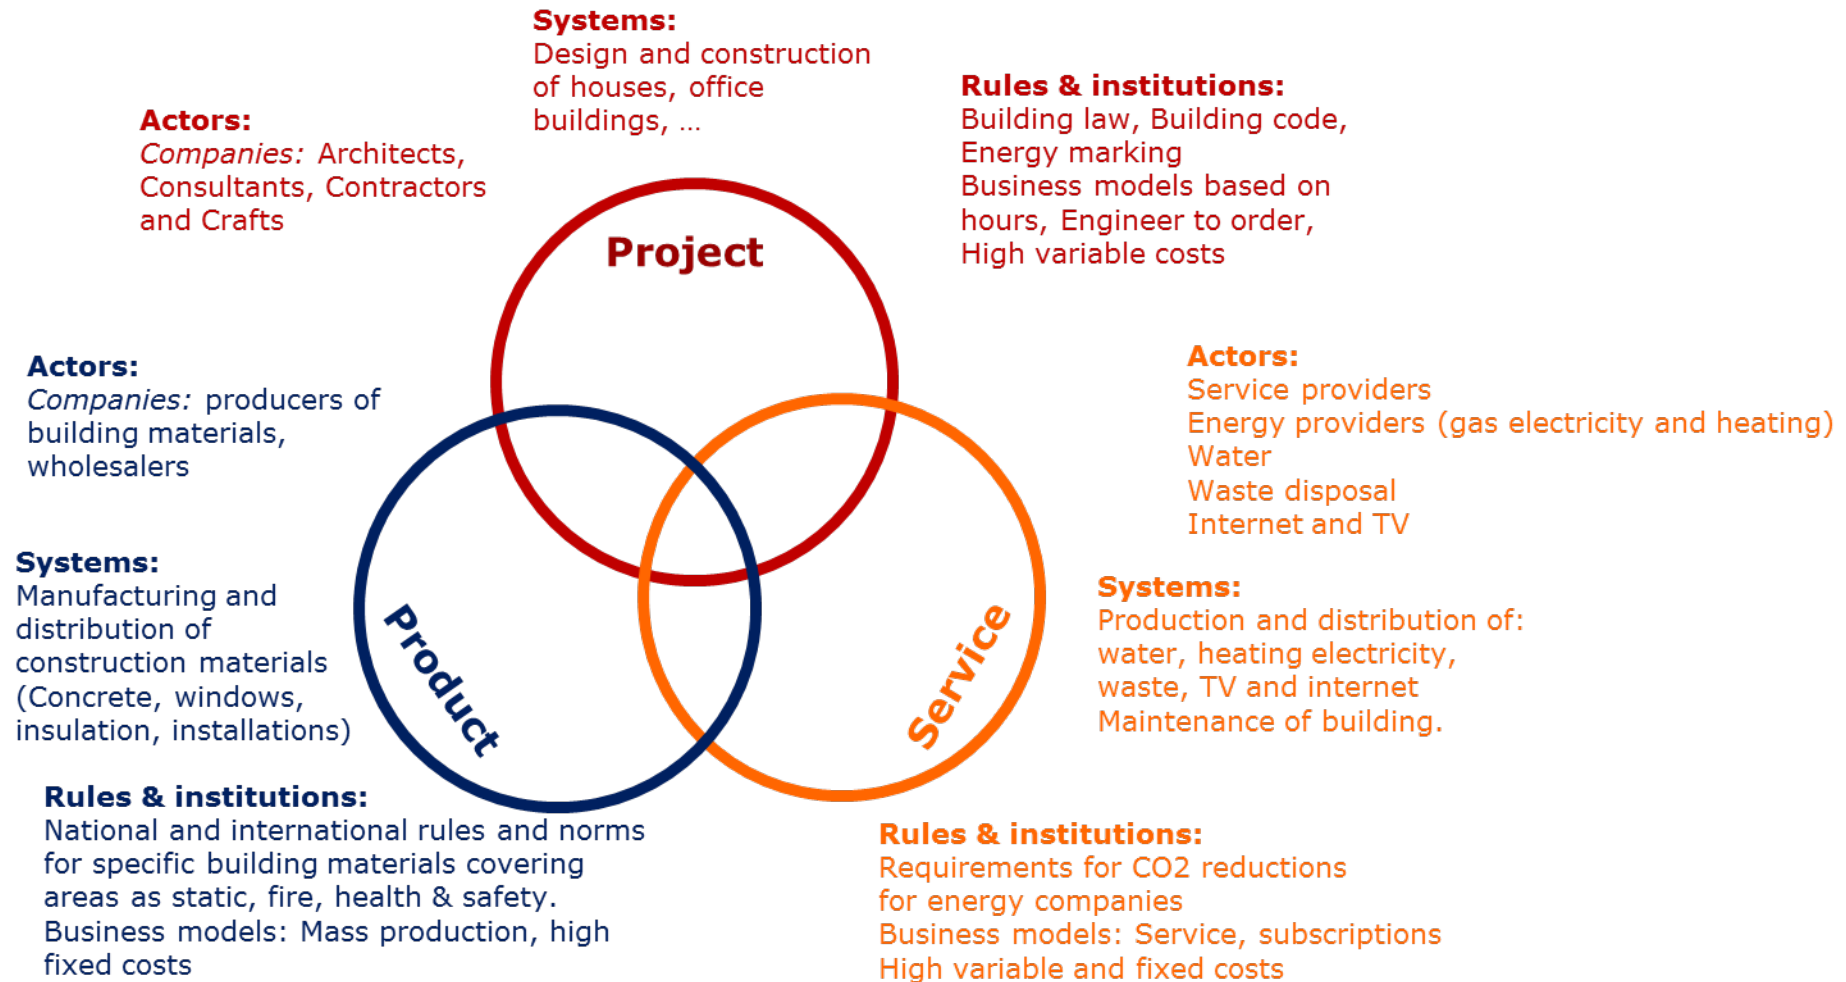 Systems:
Design and construction
of houses, office
buildings, …
Actors:
Companies: Architects,
Consultants, Contractors
and Crafts
Rules & institutions:
Building law, Building code,
Energy marking
Business models based on
hours, Engineer to order,
High variable costs
Project
Actors:
Companies: producers of
building materials,
wholesalers
Systems:
Manufacturing and
distribution of
construction materials
(Concrete, windows,
insulation, installations)
Product
Rules & institutions:
National and international rules and norms
for specific building materials covering
areas as static, fire, health & safety.
Business models: Mass production, high
fixed costs
Actors:
Service providers
Energy providers (gas electricity and heating)
Water
Waste disposal
Internet and TV
Systems:
Production and distribution of:
water, heating electricity,
waste, TV and internet
Maintenance of building.
Service
Rules & institutions:
Requirements for CO2 reductions
for energy companies
Business models: Service, subscriptions
High variable and fixed costs